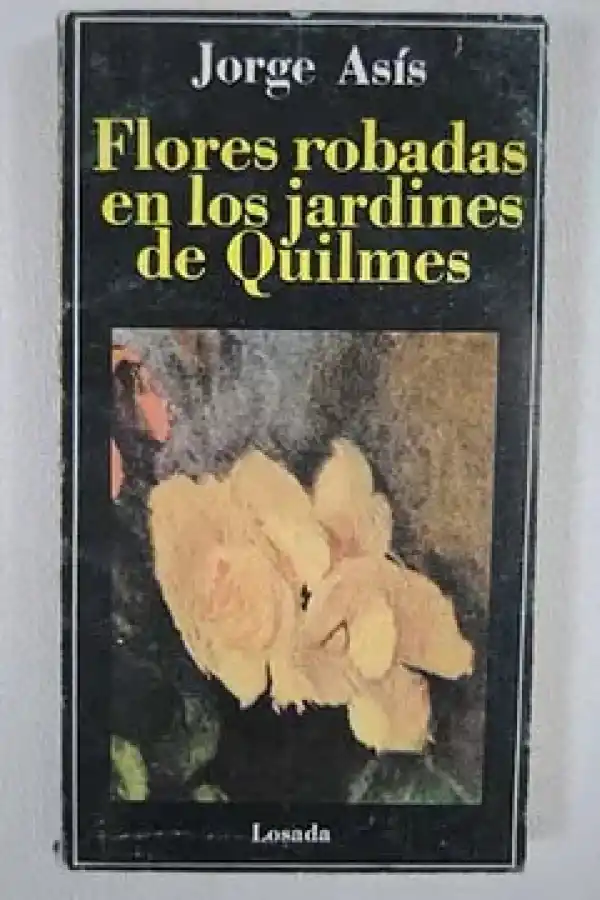 Jorge Asís
Flores robadas
en los jardines
de Quilmes
Losada